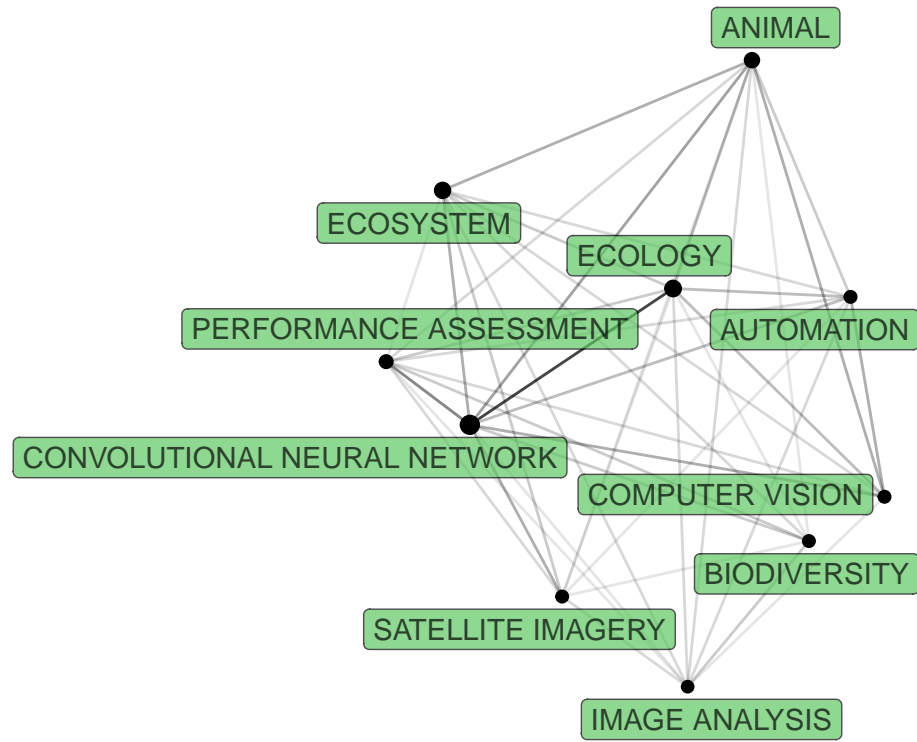 ANIMAL
ECOSYSTEM
ECOLOGY
PERFORMANCE ASSESSMENT
AUTOMATION
CONVOLUTIONAL NEURAL NETWORK
COMPUTER VISION
BIODIVERSITY
SATELLITE IMAGERY
IMAGE ANALYSIS